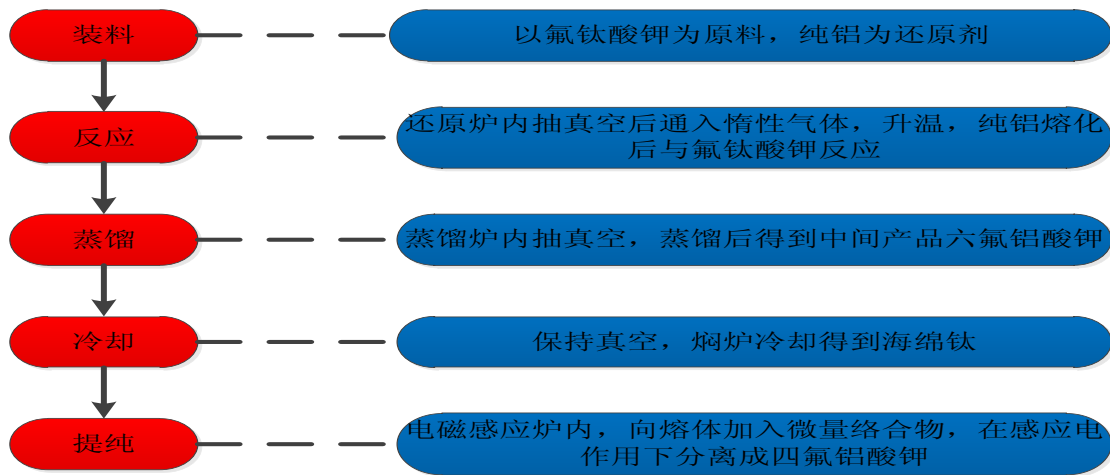 装料
以氟钛酸钾为原料，纯铝为还原剂
反应
还原炉内抽真空后通入惰性气体，升温，纯铝熔化
后与氟钛酸钾反应
蒸馏
蒸馏炉内抽真空，蒸馏后得到中间产品六氟铝酸钾
冷却
保持真空，焖炉冷却得到海绵钛
提纯
电磁感应炉内，向熔体加入微量络合物，在感应电
作用下分离成四氟铝酸钾